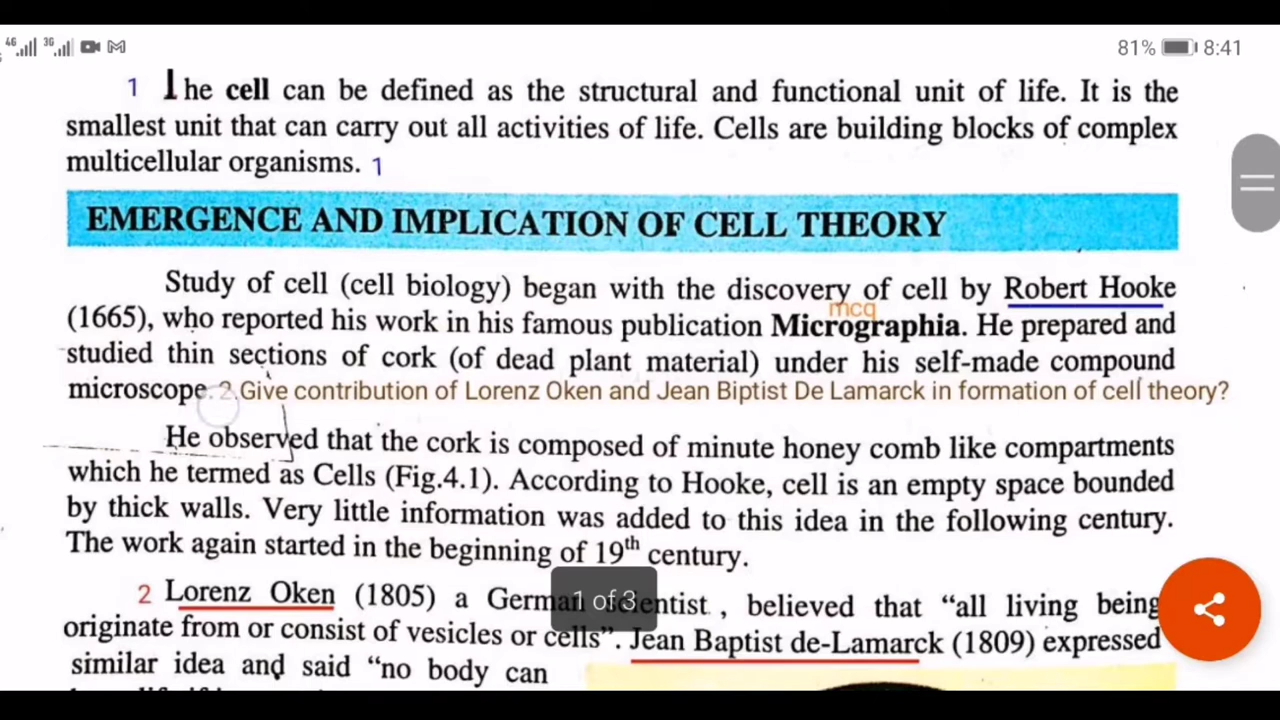 4G 3G 81% 8:41
1 The cell can be defined as the structural and functional unit of life. It is the
smallest unit that can carry out all activities of life. Cells are building blocks of complex
multicellular organisms. 1
EMERGENCE AND IMPLICATION OF CELL THEORY
Study of cell (cell biology) began with the discovery of cell by Robert Hooke
mcq
(1665), who reported his work in his famous publication Micrographia. He prepared and
studied thin sections of cork (of dead plant material) under his self-made compound
microscope. 2.Give contribution of Lorenz Oken and Jean Biptist De Lamarck in formation of cell theory?
He observed that the cork is composed of minute honey comb like compartments
which he termed as Cells (Fig.4.1). According to Hooke, cell is an empty space bounded
by thick walls. Very little information was added to this idea in the following century.
The work again started in the beginning of 19th century.
2 Lorenz Oken (1805) a German scientist, believed that “all living being
1 of 3
originate from or consist of vesicles or cells”. Jean Baptist de-Lamarck (1809) expressed
similar idea and said “no body can